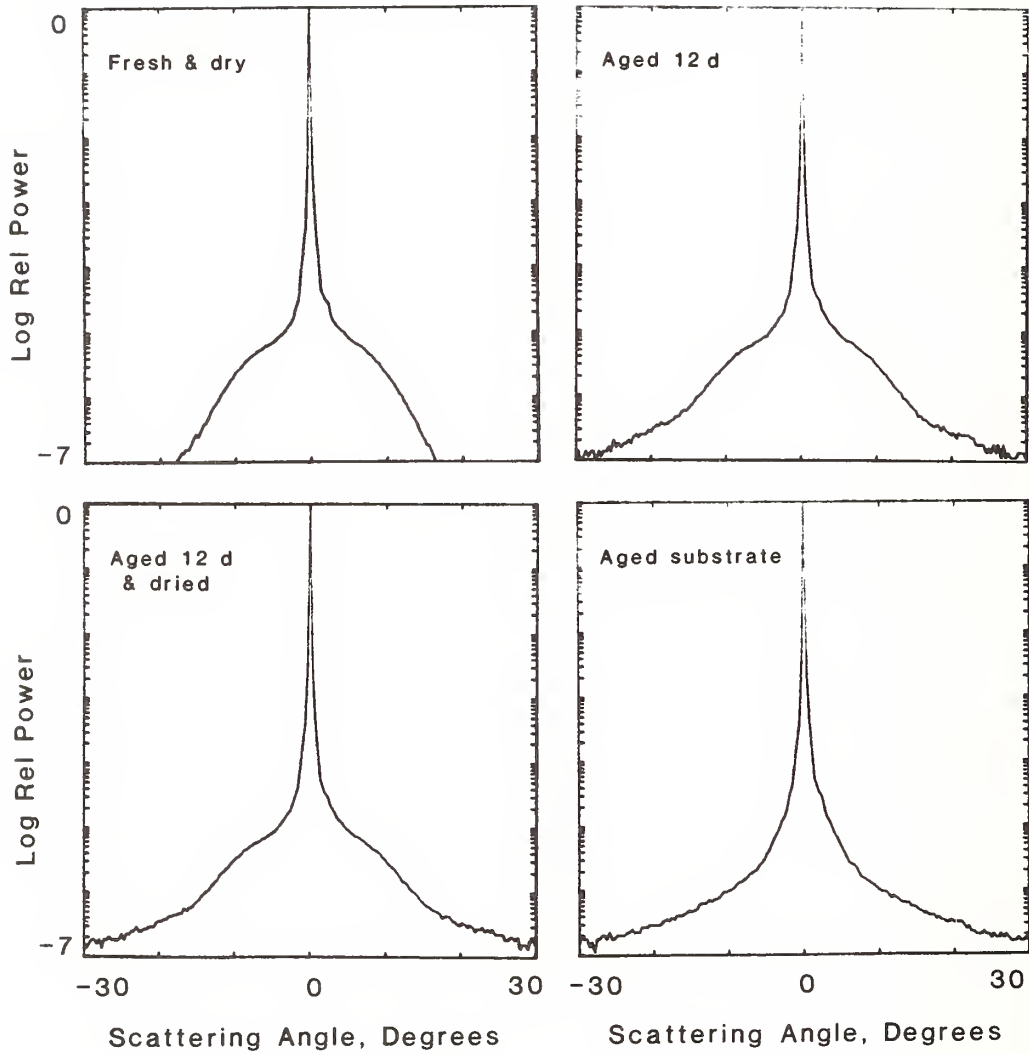 0
Fresh & dry
Aged 12 d
Log Rel Power
-7
0
Aged 12 d
& dried
Aged substrate
Log Rel Power
-7
-30 0 30
-30 0 30
Scattering Angle, Degrees
Scattering Angle, Degrees